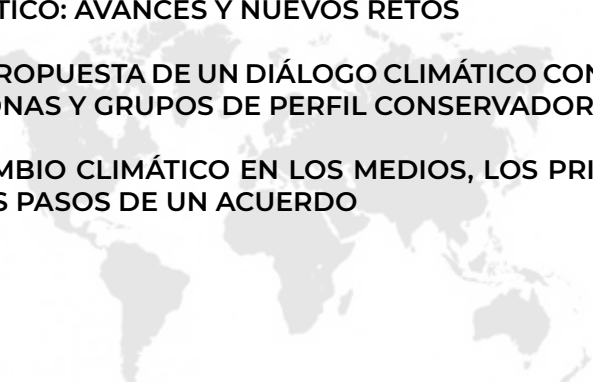 TICO: AVANCES Y NUEVOS RETOS
ROPUESTA DE UN DIÁLOGO CLIMÁTICO CON
ONAS Y GRUPOS DE PERFIL CONSERVADOR
MBIO CLIMÁTICO EN LOS MEDIOS, LOS PRI
S PASOS DE UN ACUERDO